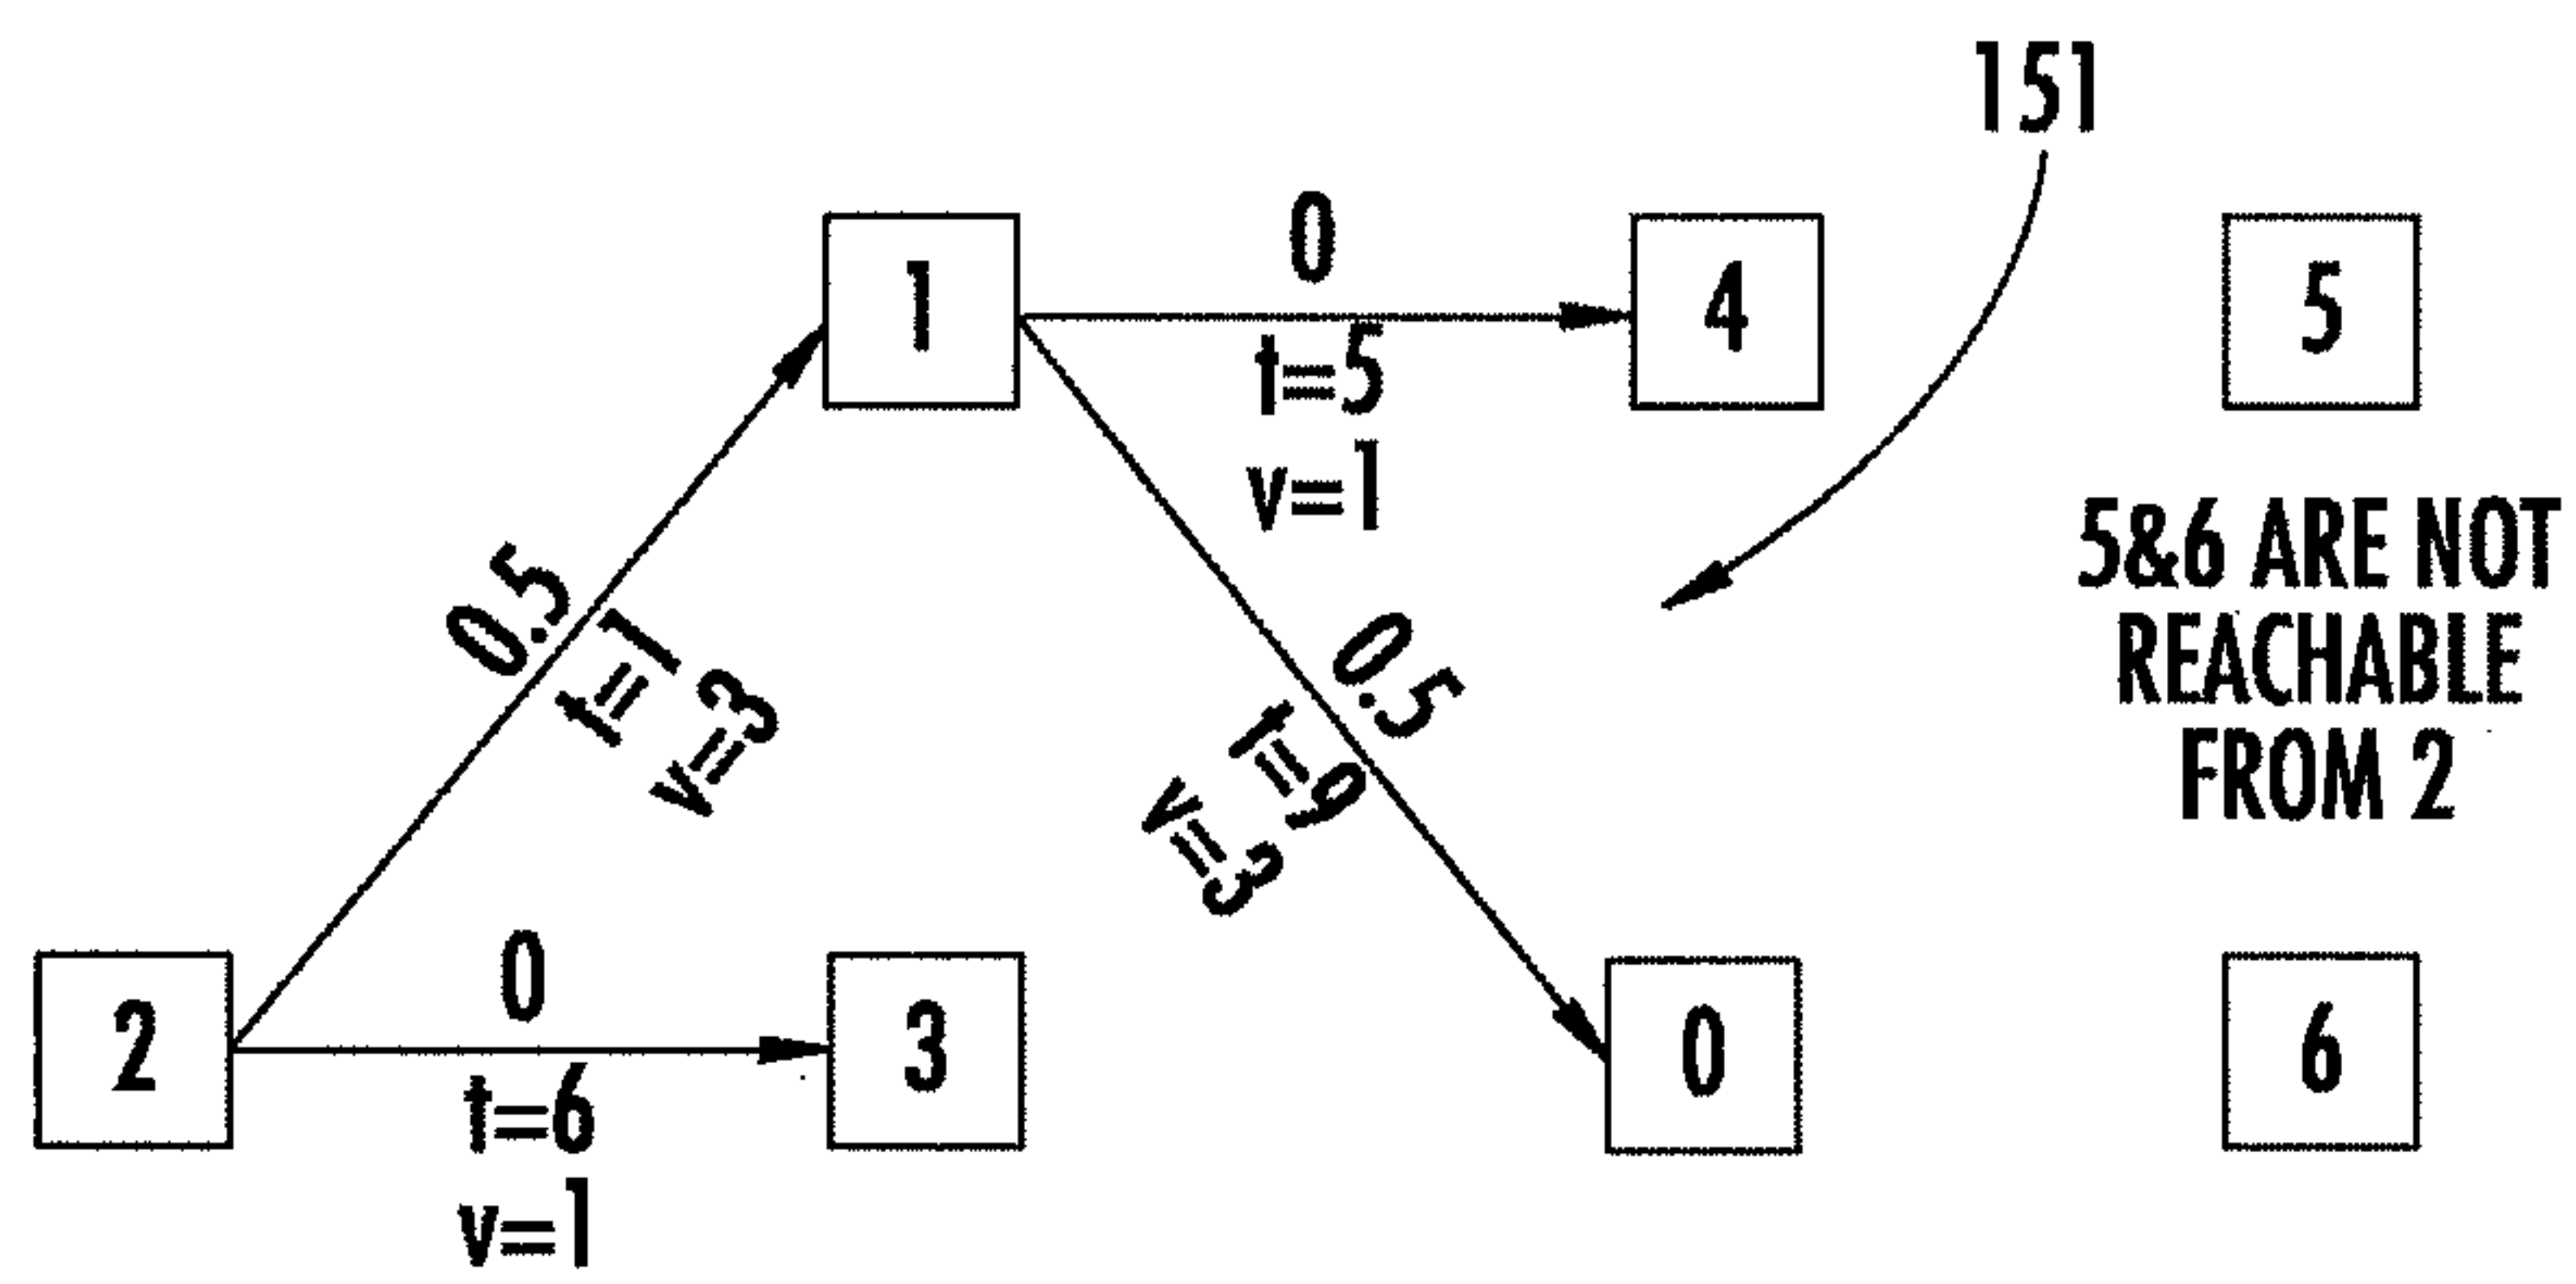 151
0
1
4
5
t=5
v=1
5&6 ARE NOT
REACHABLE
FROM 2
0.5
t=1
v=3
0.5
t=9
v=3
0
2
3
0
6
t=6
v=1